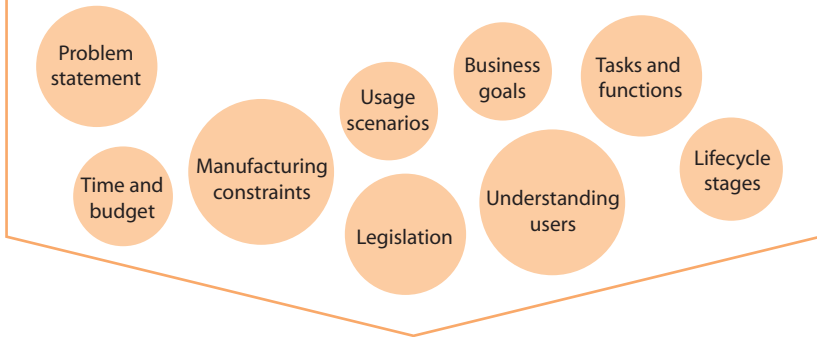 Problem
statement
Business
goals
Tasks and
functions
Usage
scenarios
Manufacturing
constraints
Lifecycle
stages
Time and
budget
Understanding
users
Legislation